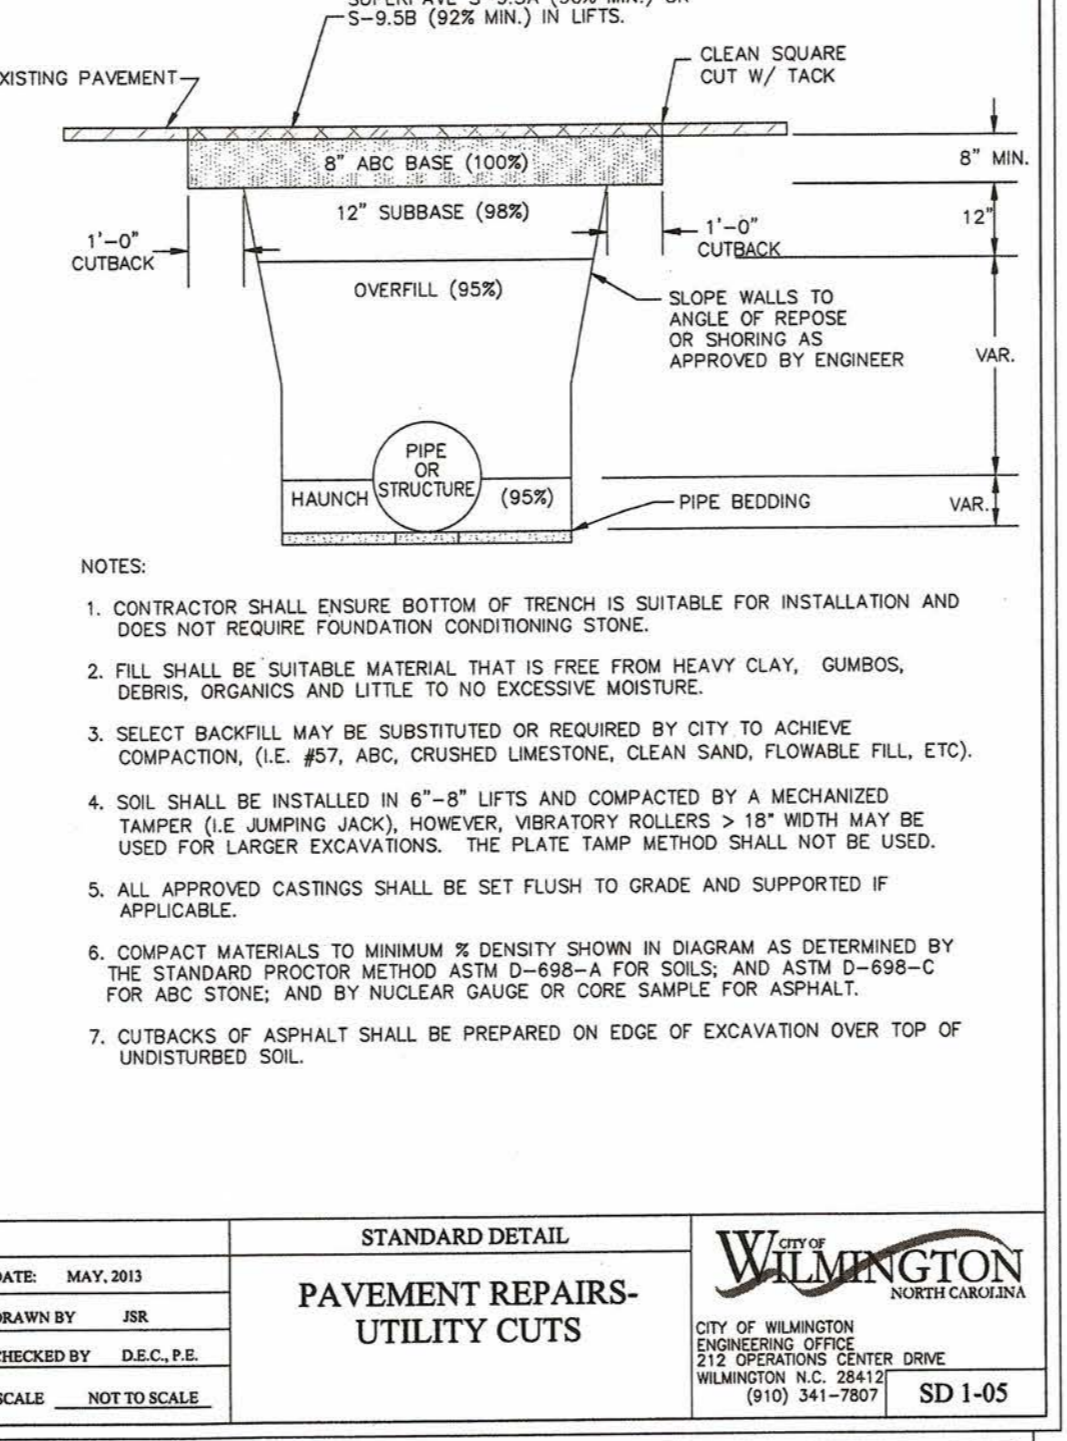 S-9.5B (92% MIN.) IN LIFTS.
CLEAN SQUARE
CUT W/ TACK
XISTING PAVEMENT
8" ABC BASE (100%)
8" MIN.
12" SUBBASE (98%)
12"
1'-0"
CUTBACK
1'-0"
CUTBACK
OVERFILL (95%)
SLOPE WALLS TO
ANGLE OF REPOSE
OR SHORING AS
APPROVED BY ENGINEER
VAR.
PIPE
OR
STRUCTURE
HAUNCH
(95%)
PIPE BEDDING
VAR.
NOTES:
1. CONTRACTOR SHALL ENSURE BOTTOM OF TRENCH IS SUITABLE FOR INSTALLATION AND
DOES NOT REQUIRE FOUNDATION CONDITIONING STONE.
2. FILL SHALL BE SUITABLE MATERIAL THAT IS FREE FROM HEAVY CLAY, GUMBOS,
DEBRIS, ORGANICS AND LITTLE TO NO EXCESSIVE MOISTURE.
3. SELECT BACKFILL MAY BE SUBSTITUTED OR REQUIRED BY CITY TO ACHIEVE
COMPACTION, (I.E. #57, ABC, CRUSHED LIMESTONE, CLEAN SAND, FLOWABLE FILL, ETC).
4. SOIL SHALL BE INSTALLED IN 6"-8" LIFTS AND COMPACTED BY A MECHANIZED
TAMPER (I.E JUMPING JACK), HOWEVER, VIBRATORY ROLLERS > 18" WIDTH MAY BE
USED FOR LARGER EXCAVATIONS. THE PLATE TAMP METHOD SHALL NOT BE USED.
5. ALL APPROVED CASTINGS SHALL BE SET FLUSH TO GRADE AND SUPPORTED IF
APPLICABLE.
6. COMPACT MATERIALS TO MINIMUM % DENSITY SHOWN IN DIAGRAM AS DETERMINED BY
THE STANDARD PROCTOR METHOD ASTM D-698-A FOR SOILS; AND ASTM D-698-C
FOR ABC STONE; AND BY NUCLEAR GAUGE OR CORE SAMPLE FOR ASPHALT.
7. CUTBACKS OF ASPHALT SHALL BE PREPARED ON EDGE OF EXCAVATION OVER TOP OF
UNDISTURBED SOIL.
ATE: MAY, 2013
RAWN BY JSR
HECKED BY D.E.C., P.E.
SCALE NOT TO SCALE
STANDARD DETAIL
PAVEMENT REPAIRS-
UTILITY CUTS
CITY OF
WILMINGTON
NORTH CAROLINA
CITY OF WILMINGTON
ENGINEERING OFFICE
212 OPERATIONS CENTER DRIVE
WILMINGTON N.C. 28412
(910) 341-7807
SD 1-05